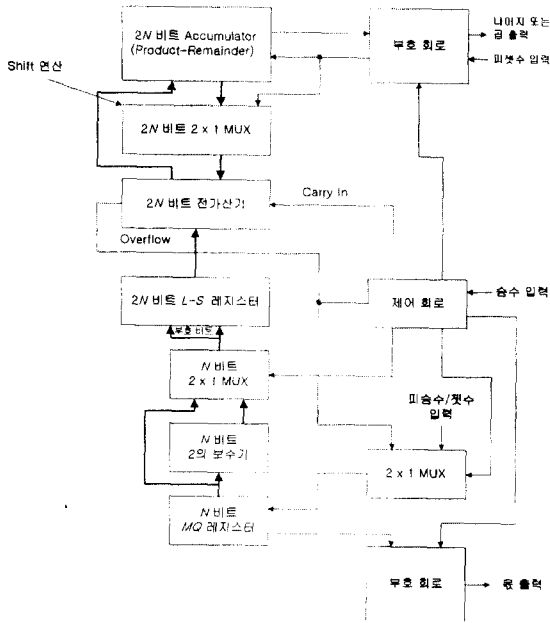 2N 비트 Accumulator
(Product-Remainder)
부호 회로
나머지 또는
곱 출력
피젯수 입력
Shift 연산
2N 비트 2 x 1 MUX
2N 비트 전가산기
Carry In
Overflow
2N 비트 L-S 레지스터
제어 회로
승수 입력
부호 비트
N 비트
2 x 1 MUX
피승수/젯수
입력
N 비트
2의 보수기
2 x 1 MUX
N 비트
MQ 레지스터
부호 회로
몫 출력